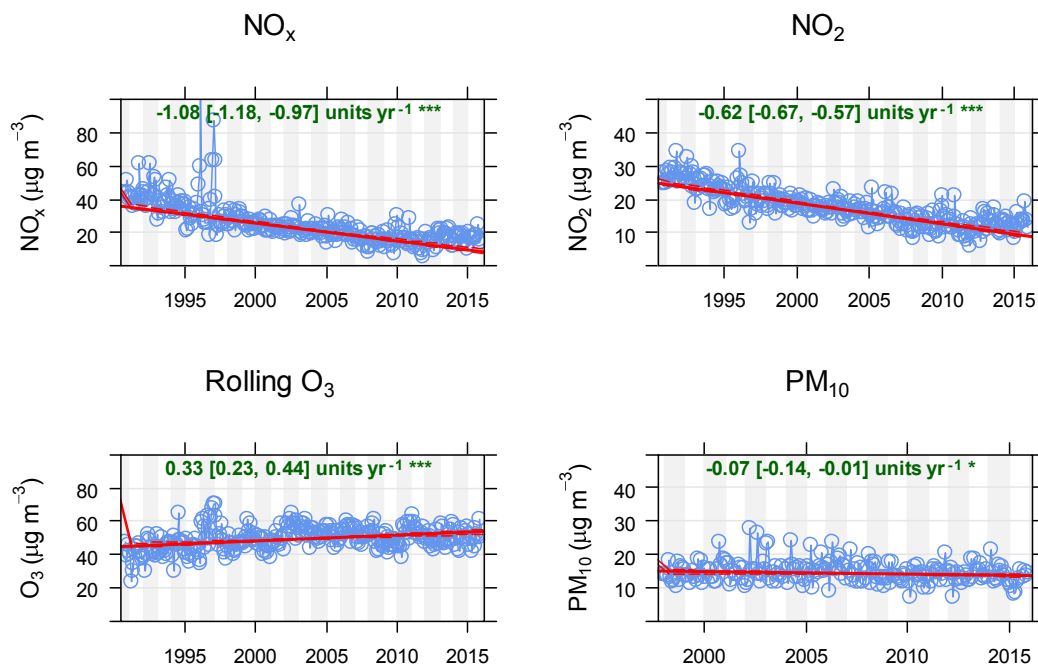 NOx
NO2
-1.08 [-1.18, -0.97] units yr-1 ***
-0.62 [-0.67, -0.57] units yr-1 ***
NOx (μg m−3)
80
60
40
20
NO2 (μg m−3)
40
30
20
10
1995 2000 2005 2010 2015
1995 2000 2005 2010 2015
Rolling O3
PM10
0.33 [0.23, 0.44] units yr-1 ***
-0.07 [-0.14, -0.01] units yr-1 *
O3 (μg m−3)
80
60
40
20
PM10 (μg m−3)
40
30
20
10
1995 2000 2005 2010 2015
2000 2005 2010 2015